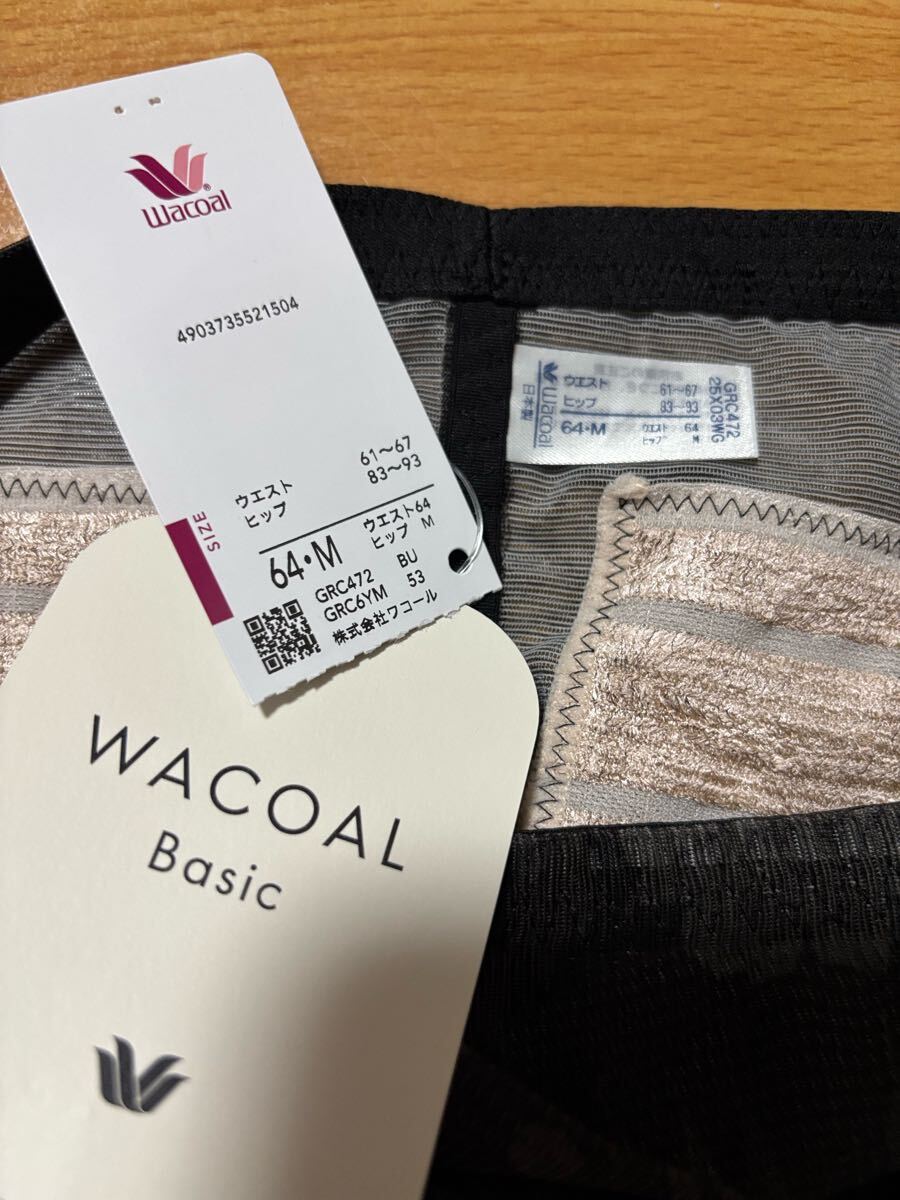 Wacoal
4903735521504
SIZE
ウエスト 61〜67
ヒップ 83〜93
64・M ウエスト64
ヒップ M
GRC472 BU
GRC6YM 53
株式会社ワコール
WACOAL
Basic
Wacoal
日本製
ウエスト 61〜67
ヒップ 83〜93
64・M ウエスト 64
ヒップ M
GRC472
25X03WG